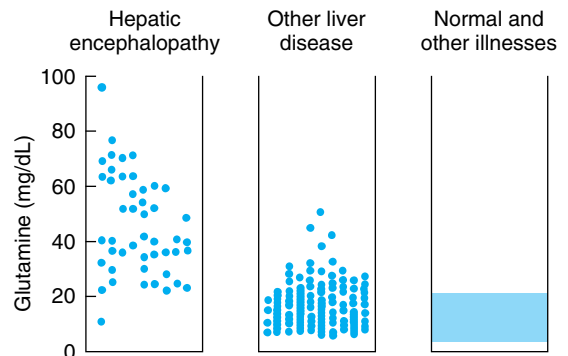 Hepatic
encephalopathy
Other liver
disease
Normal and
other illnesses
Glutamine (mg/dL)
100
80
60
40
20
0